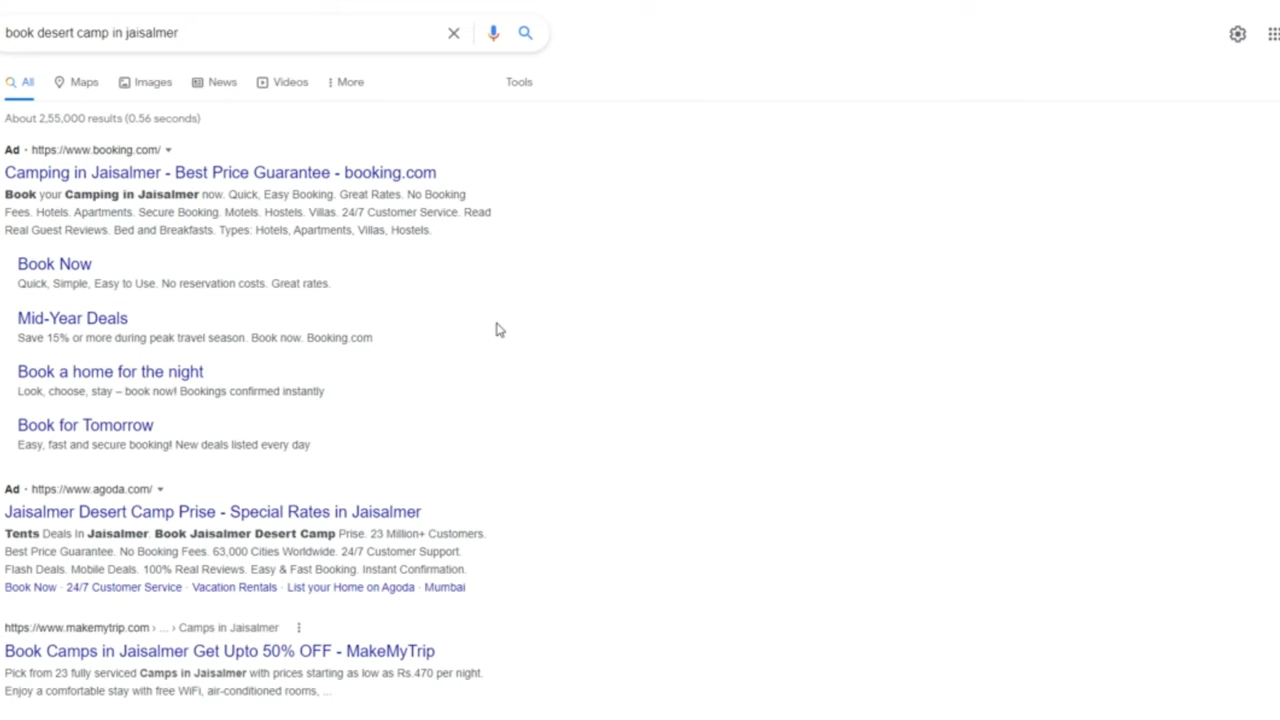 book desert camp in jaisalmer
All Maps Images News Videos More Tools
About 2,55,000 results (0.56 seconds)
Ad · https://www.booking.com/
Camping in Jaisalmer - Best Price Guarantee - booking.com
Book your Camping in Jaisalmer now. Quick, Easy Booking. Great Rates. No Booking
Fees. Hotels. Apartments. Secure Booking. Motels. Hostels. Villas. 24/7 Customer Service. Read
Real Guest Reviews. Bed and Breakfasts. Types: Hotels, Apartments, Villas, Hostels.
Book Now
Quick, Simple, Easy to Use. No reservation costs. Great rates.
Mid-Year Deals
Save 15% or more during peak travel season. Book now. Booking.com
Book a home for the night
Look, choose, stay – book now! Bookings confirmed instantly
Book for Tomorrow
Easy, fast and secure booking! New deals listed every day
Ad · https://www.agoda.com/
Jaisalmer Desert Camp Prise - Special Rates in Jaisalmer
Tents Deals In Jaisalmer. Book Jaisalmer Desert Camp Prise. 23 Million+ Customers.
Best Price Guarantee. No Booking Fees. 63,000 Cities Worldwide. 24/7 Customer Support.
Flash Deals. Mobile Deals. 100% Real Reviews. Easy & Fast Booking. Instant Confirmation.
Book Now · 24/7 Customer Service · Vacation Rentals · List your Home on Agoda · Mumbai
https://www.makemytrip.com › ... › Camps in Jaisalmer
Book Camps in Jaisalmer Get Upto 50% OFF - MakeMyTrip
Pick from 23 fully serviced Camps in Jaisalmer with prices starting as low as Rs.470 per night.
Enjoy a comfortable stay with free WiFi, air-conditioned rooms, ...